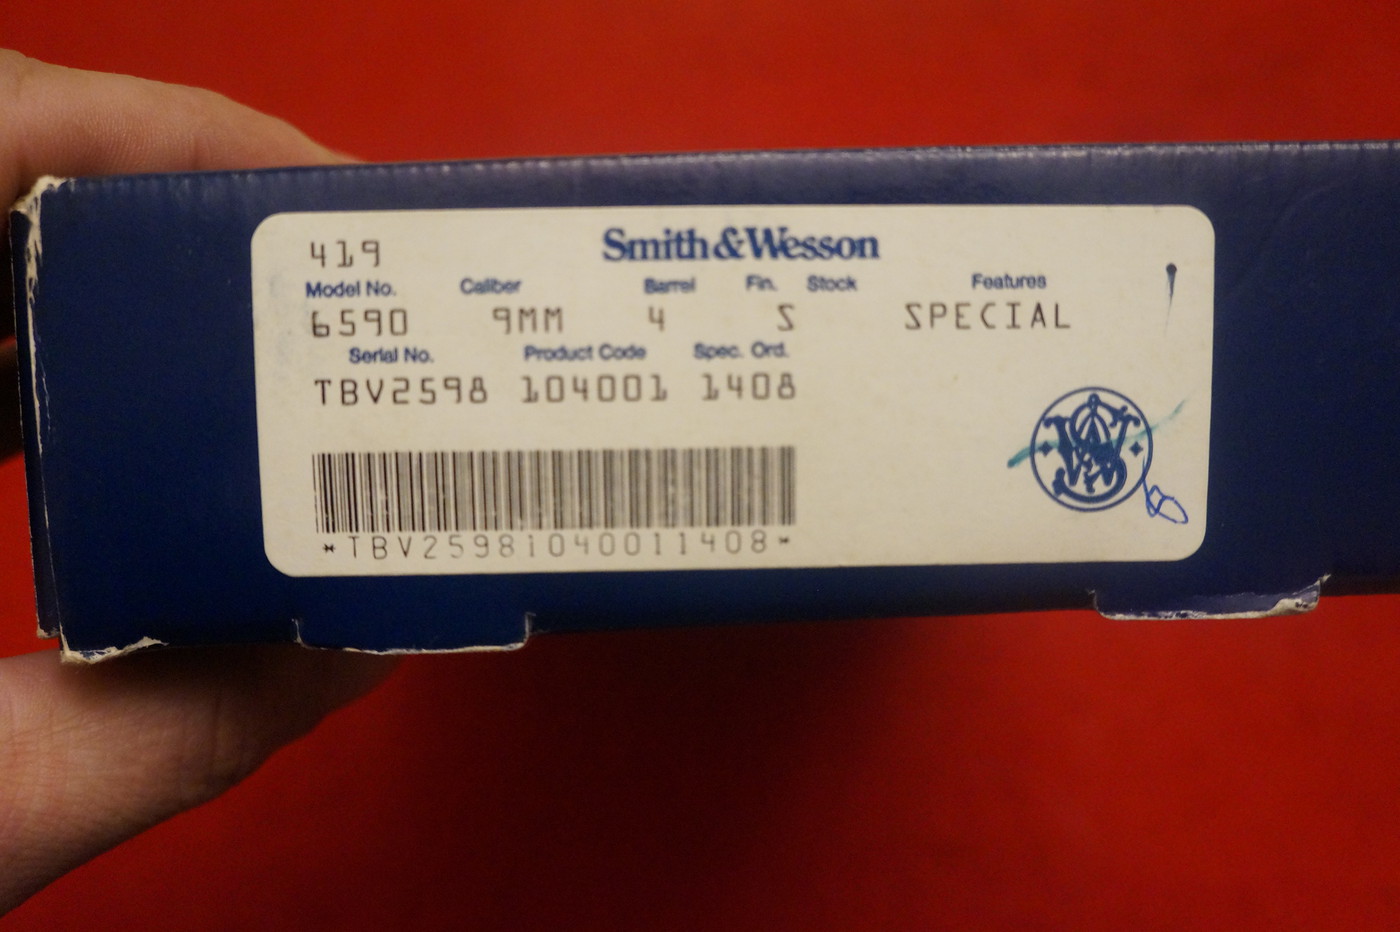 419
Smith&Wesson
Model No. Caliber Barrel Fin. Stock Features
6590 9MM 4 S SPECIAL
Serial No. Product Code Spec. Ord.
TBV2598 104001 1408
*TBV25981040011408*